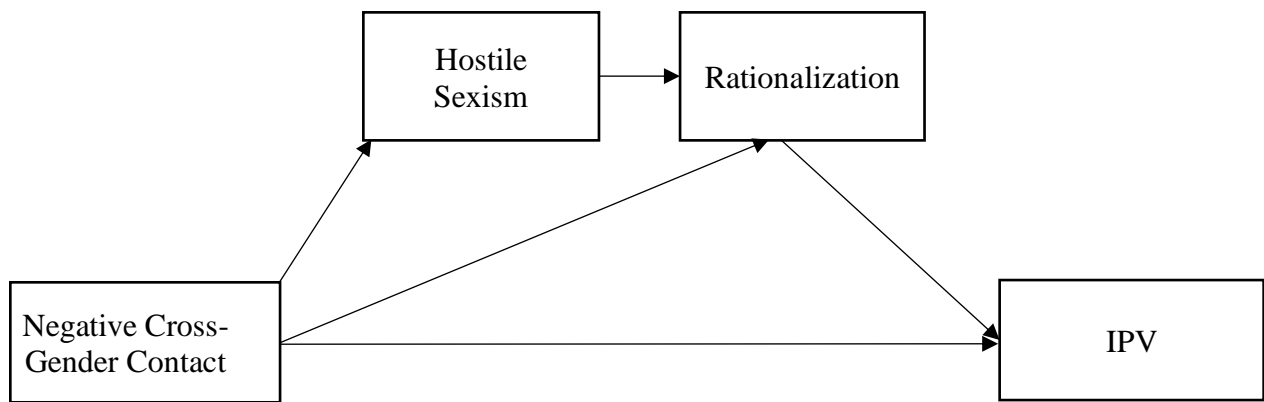 Hostile
Sexism
Rationalization
Negative Cross-
Gender Contact
IPV